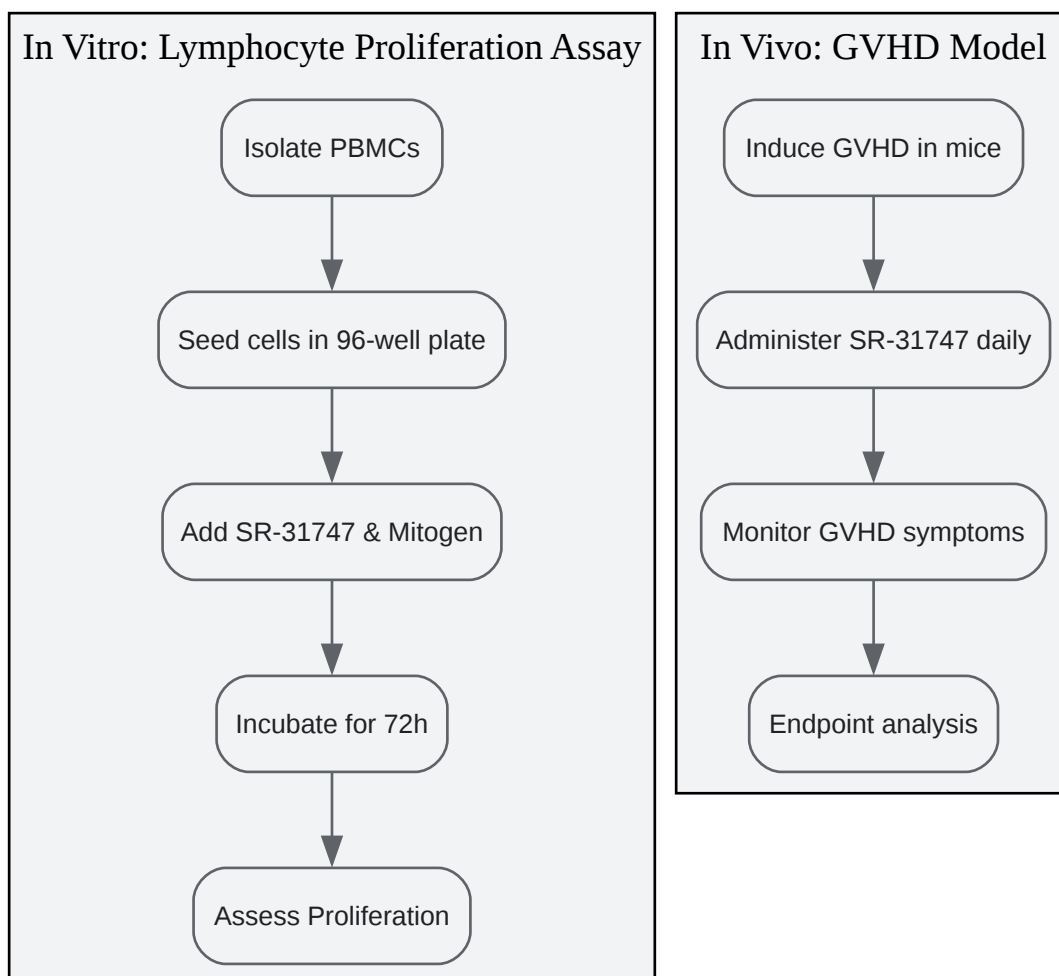 In Vitro: Lymphocyte Proliferation Assay
Isolate PBMCs
Seed cells in 96-well plate
Add SR-31747 & Mitogen
Incubate for 72h
Assess Proliferation
In Vivo: GVHD Model
Induce GVHD in mice
Administer SR-31747 daily
Monitor GVHD symptoms
Endpoint analysis